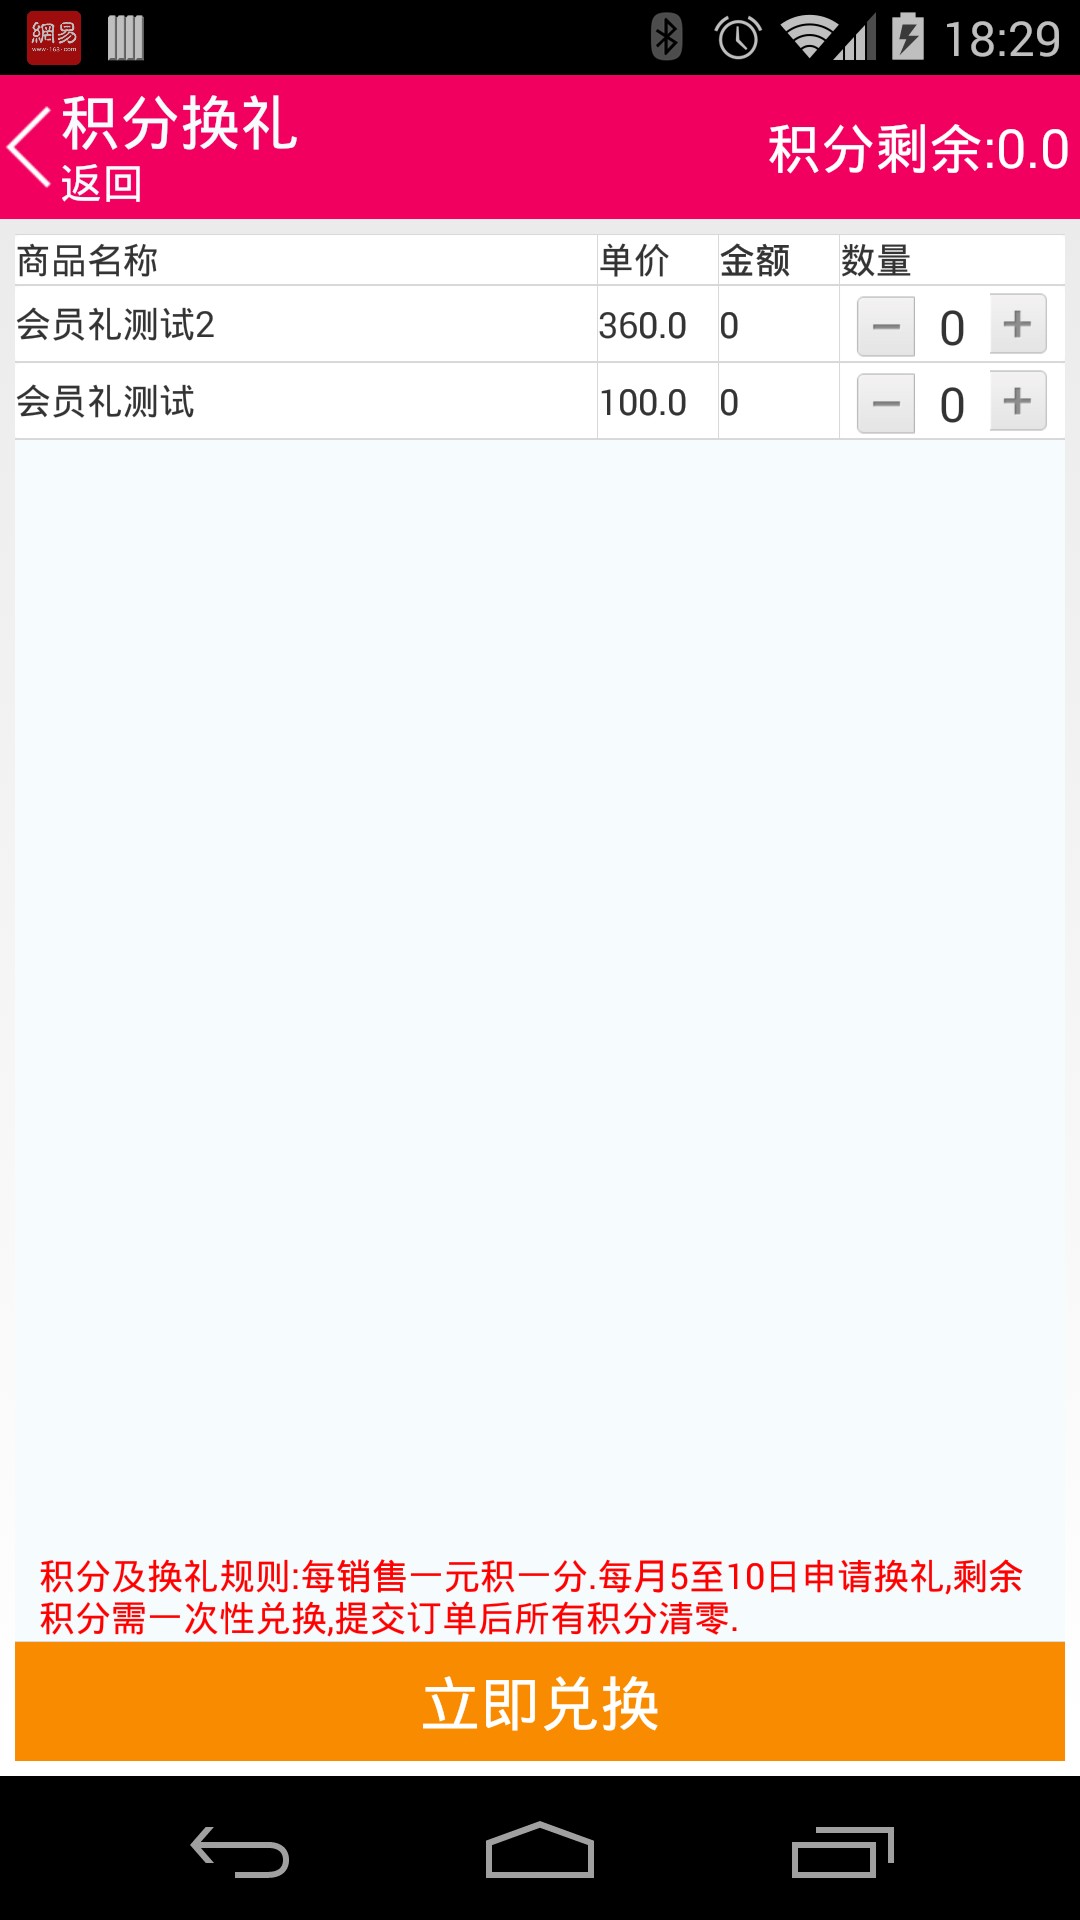 網易
www·163·com
18:29
积分换礼
返回
积分剩余:0.0
商品名称 单价 金额 数量
会员礼测试2 360.0 0 0
会员礼测试 100.0 0 0
积分及换礼规则:每销售一元积一分.每月5至10日申请换礼,剩余
积分需一次性兑换,提交订单后所有积分清零.
立即兑换